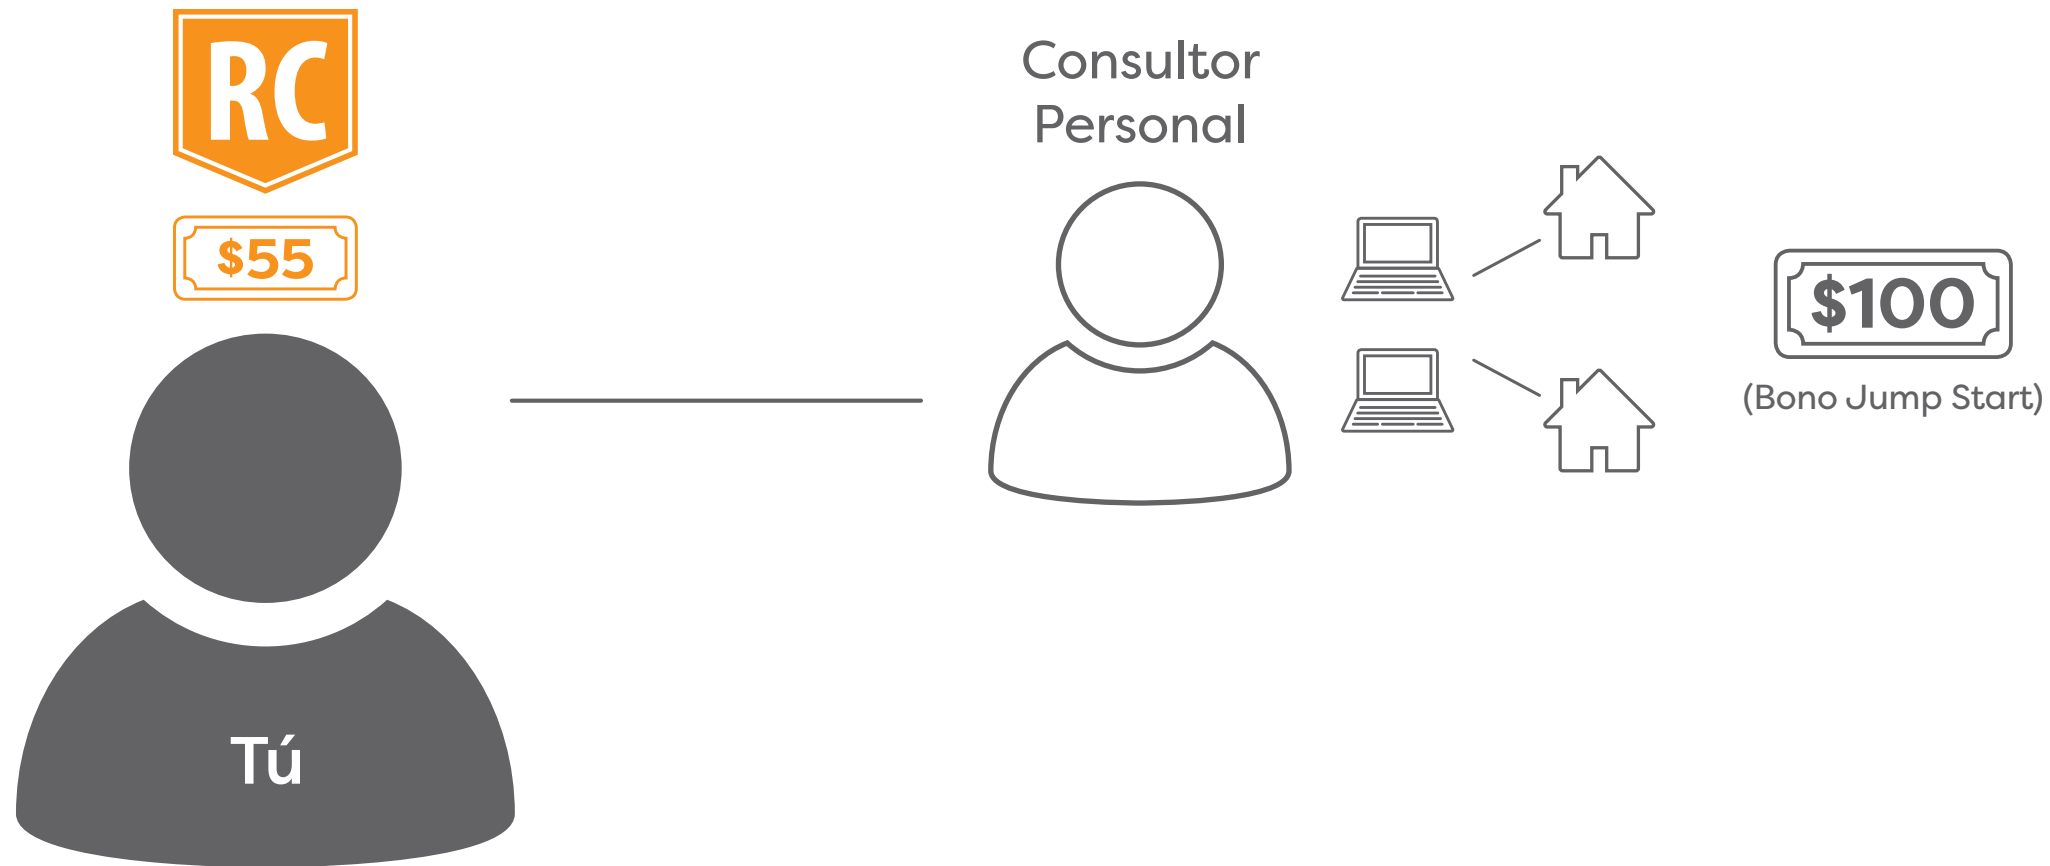 RC
$55
Tú
Consultor
Personal
$100
(Bono Jump Start)